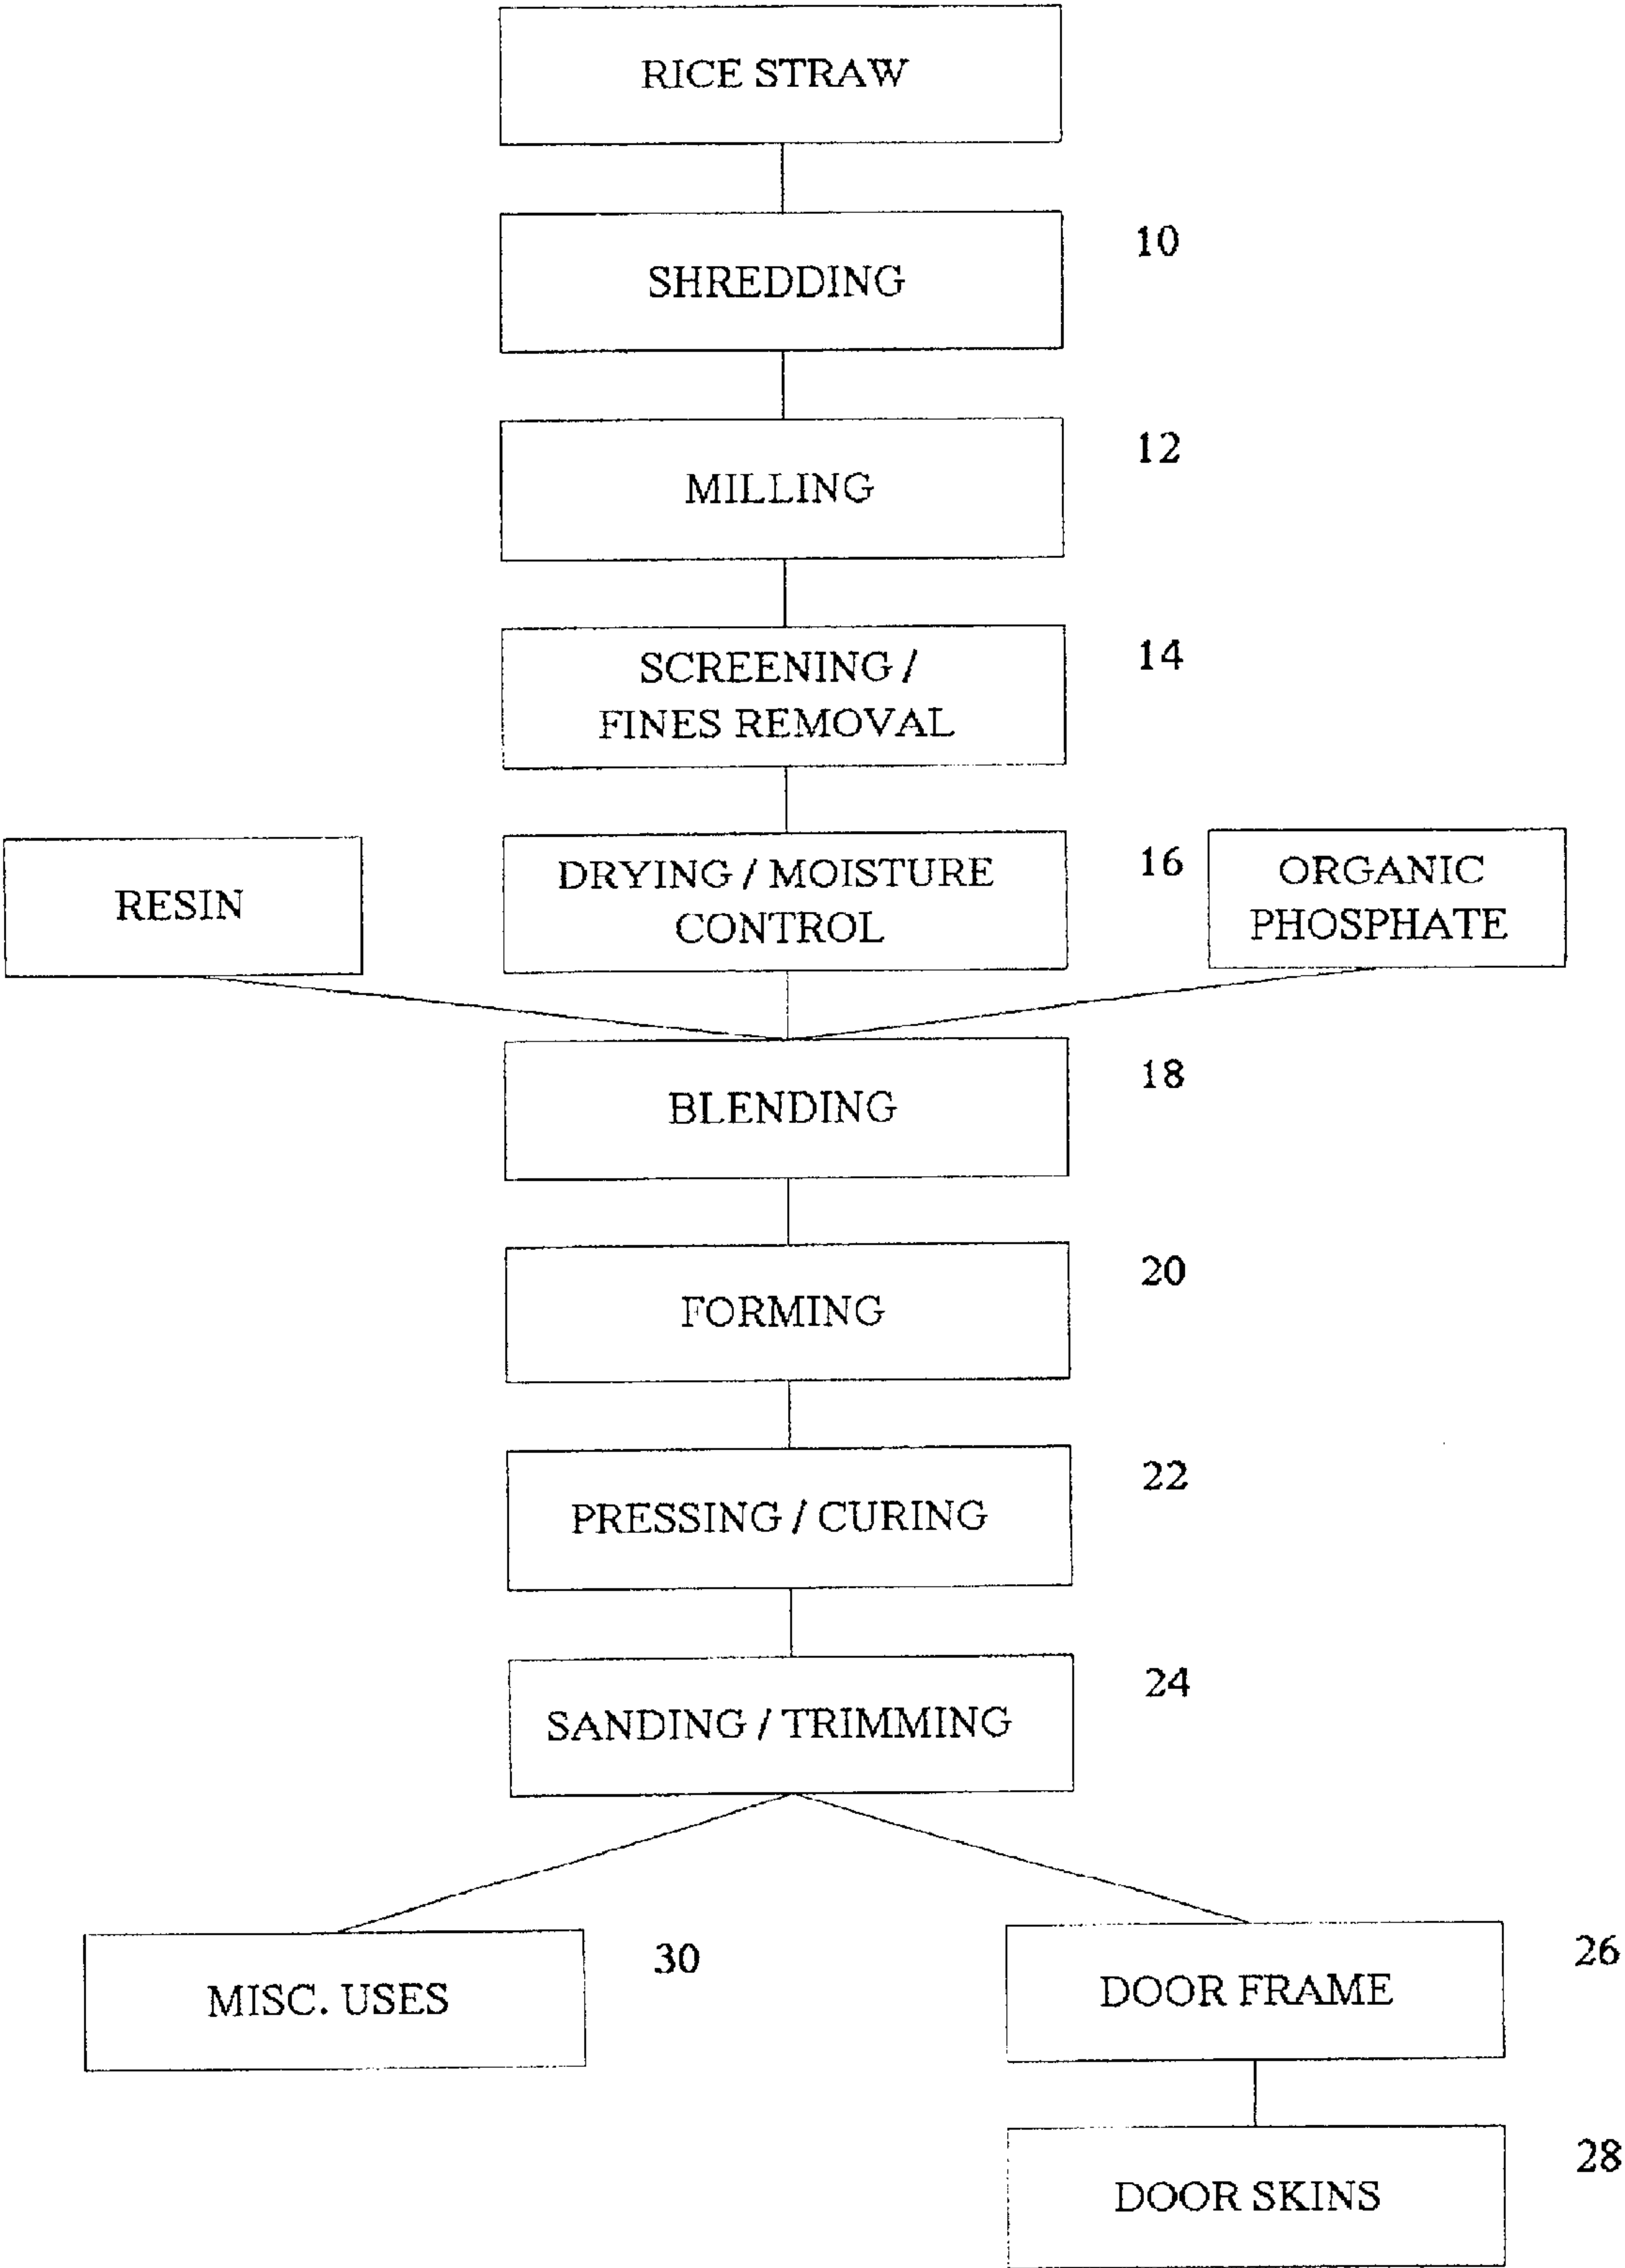 RICE STRAW
10
SHREDDING
12
MILLING
14
SCREENING /
FINES REMOVAL
RESIN
DRYING / MOISTURE
CONTROL
16
ORGANIC
PHOSPHATE
18
BLENDING
20
FORMING
22
PRESSING / CURING
24
SANDING / TRIMMING
MISC. USES
30
DOOR FRAME
26
DOOR SKINS
28